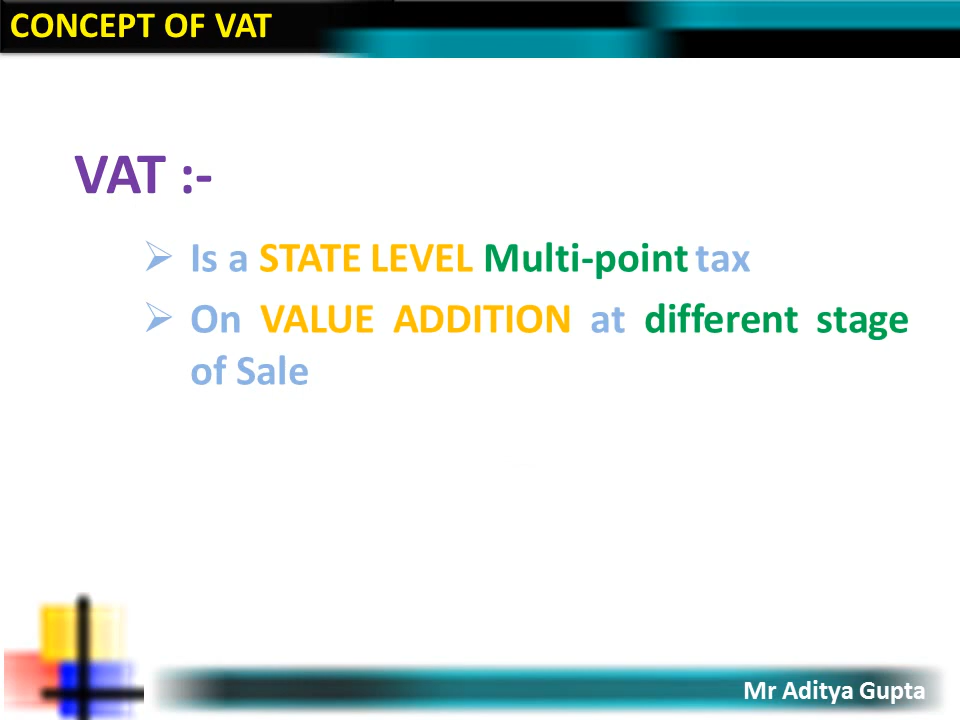 CONCEPT OF VAT
VAT :-
➢ Is a STATE LEVEL Multi-point tax
➢ On VALUE ADDITION at different stage
of Sale
Mr Aditya Gupta